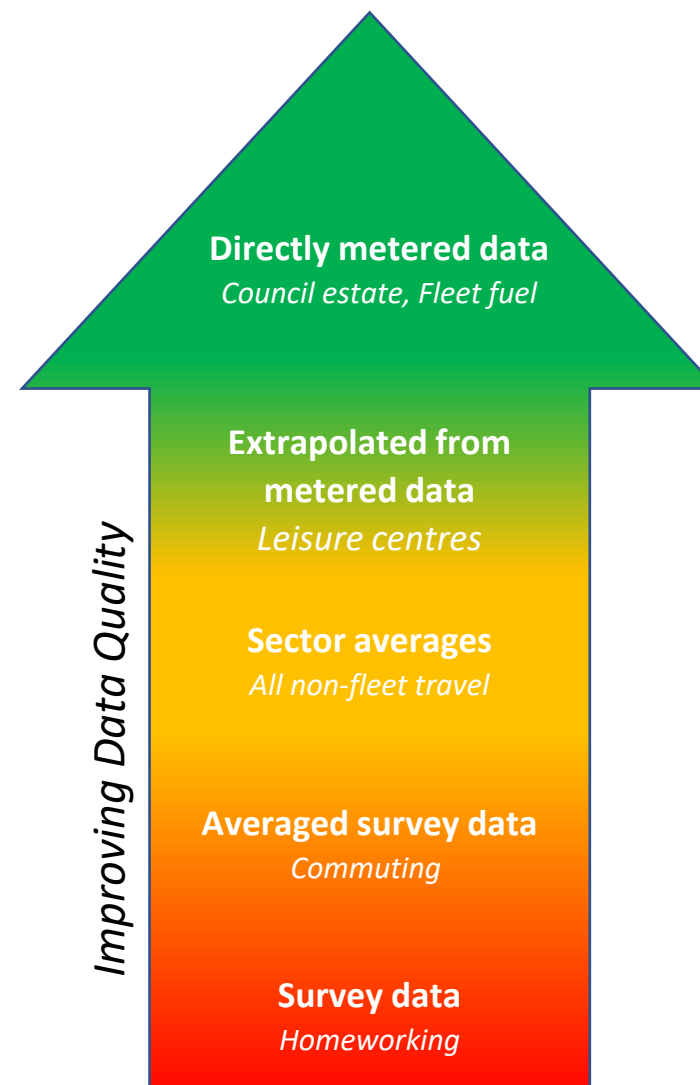 Directly metered data
Council estate, Fleet fuel
Extrapolated from
metered data
Leisure centres
Sector averages
All non-fleet travel
Averaged survey data
Commuting
Survey data
Homeworking
Improving Data Quality